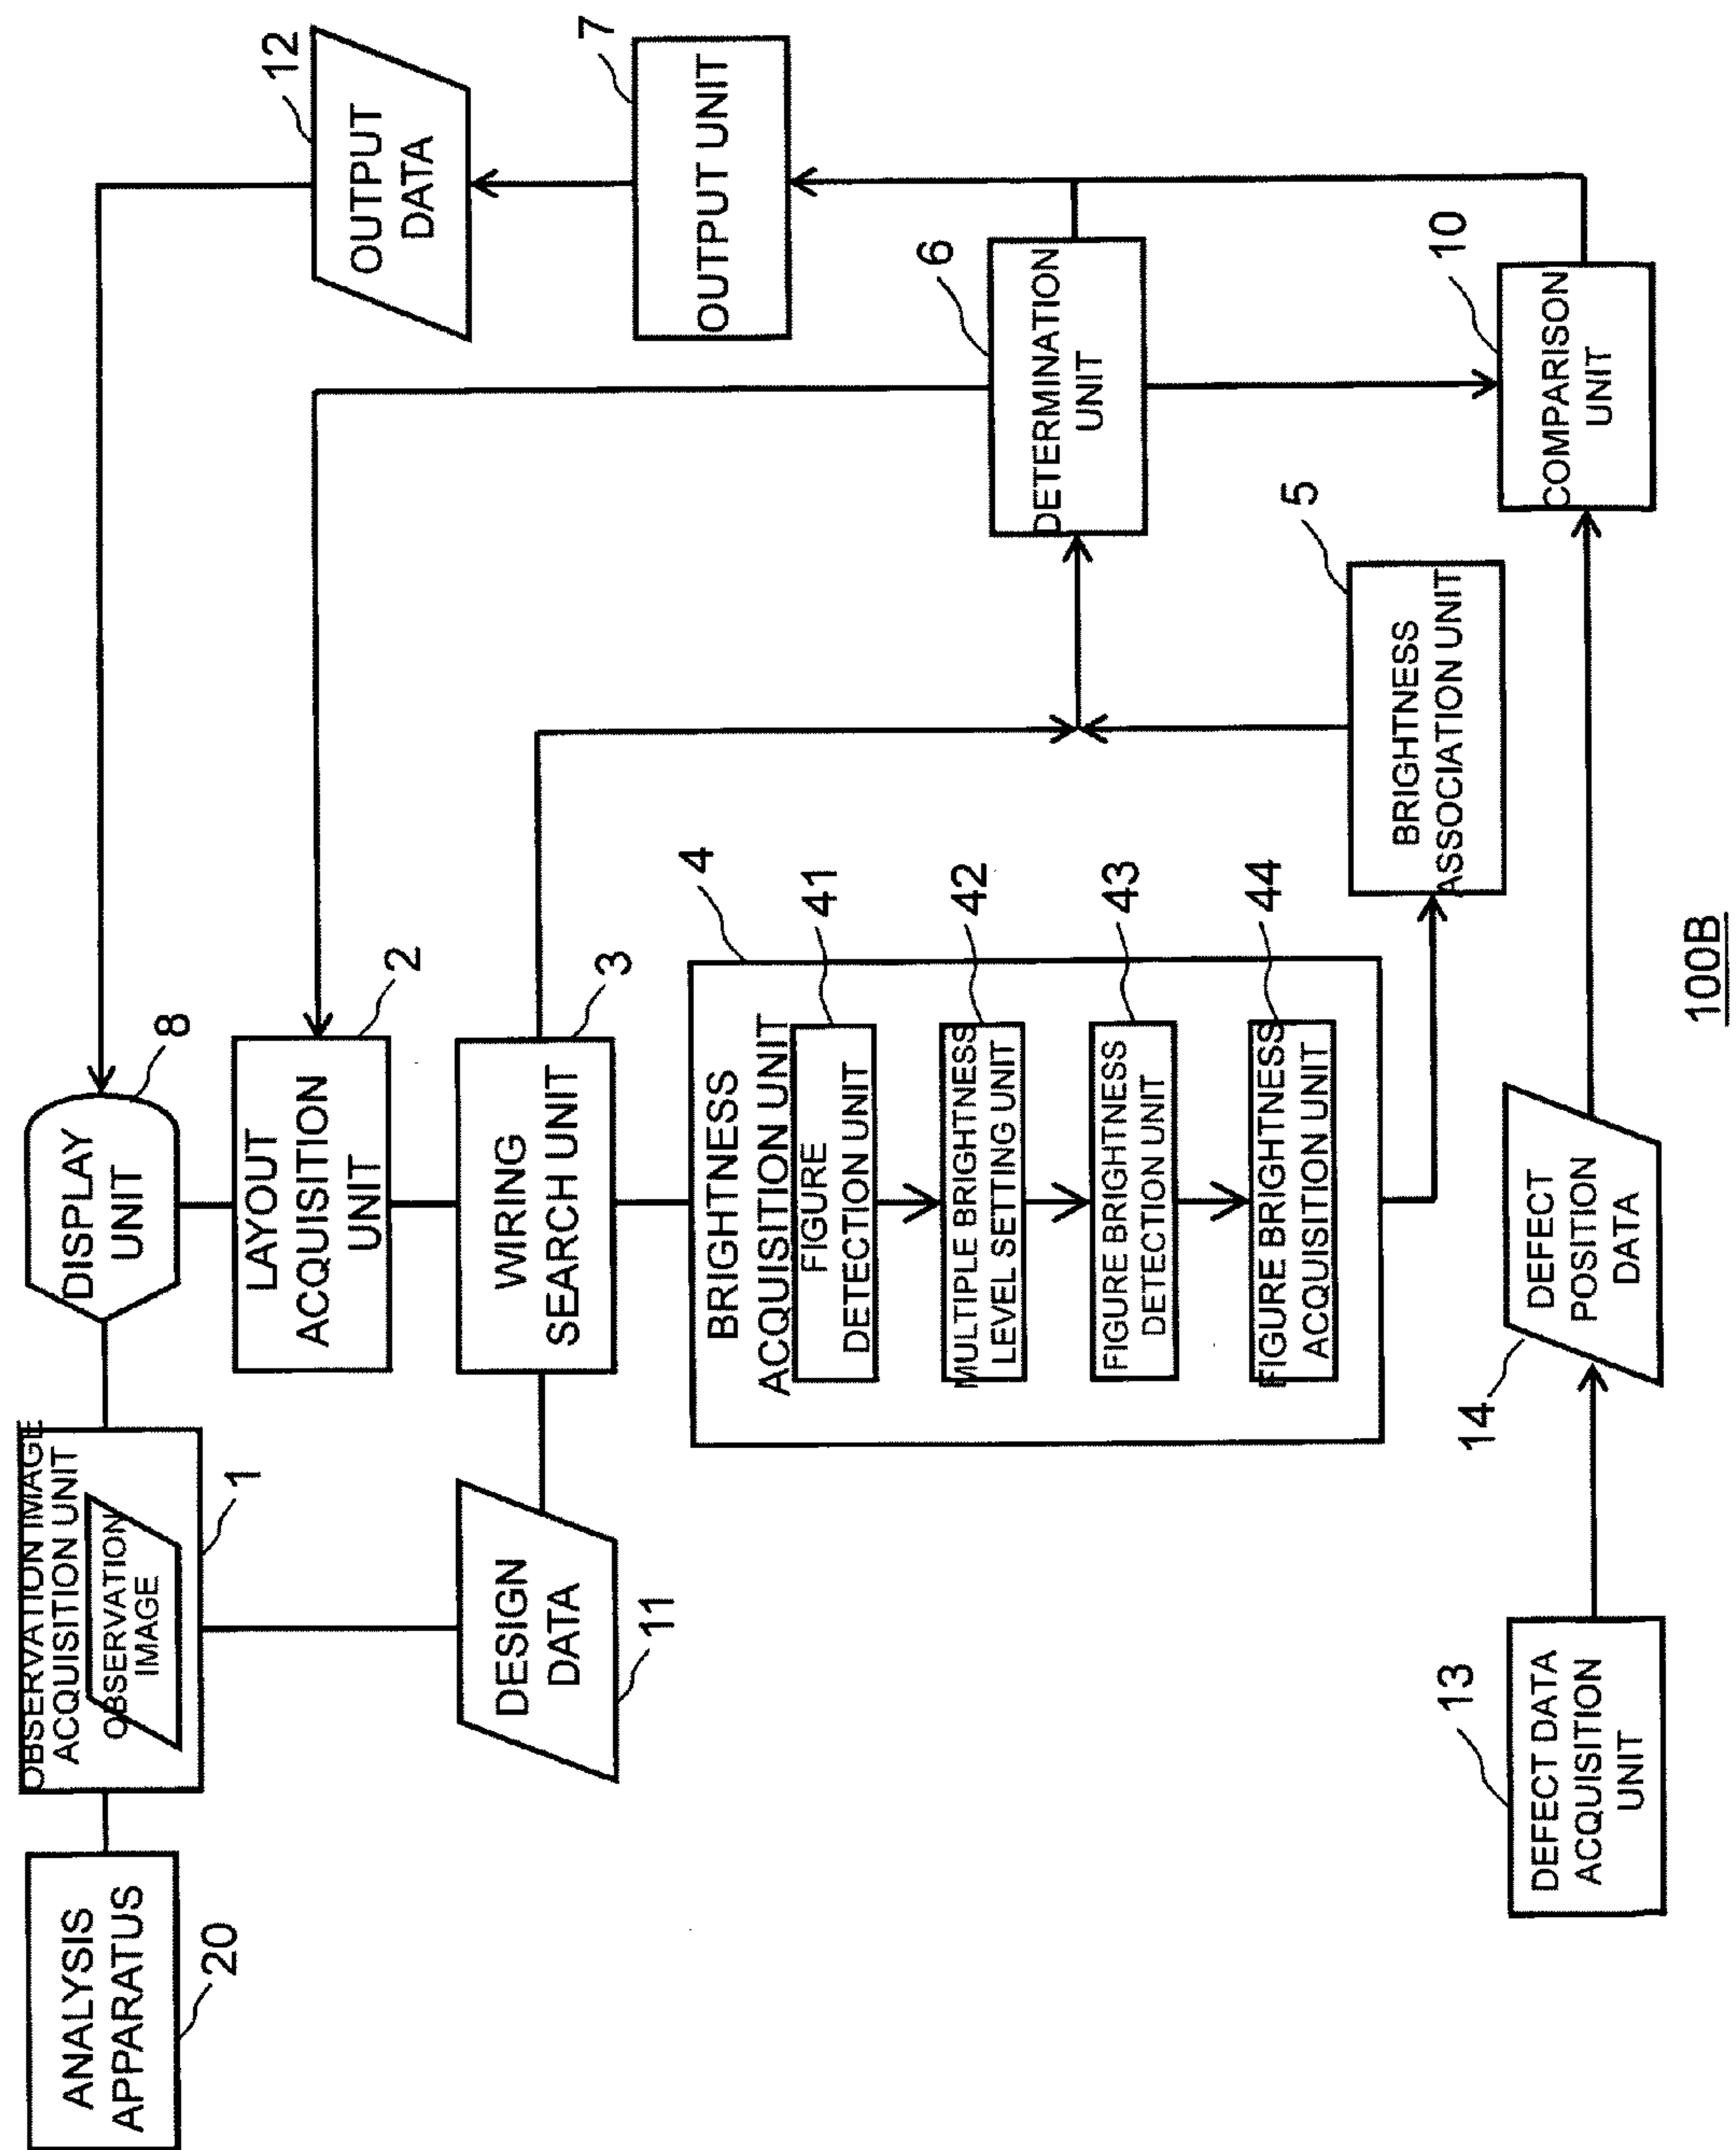 ANALYSIS
APPARATUS
20
OBSERVATION IMAGE
ACQUISITION UNIT
OBSERVATION
IMAGE
1
DISPLAY
UNIT
8
OUTPUT
DATA
12
LAYOUT
ACQUISITION
UNIT
2
DESIGN
DATA
11
WIRING
SEARCH UNIT
3
OUTPUT UNIT
7
BRIGHTNESS
ACQUISITION UNIT
4
FIGURE
DETECTION UNIT
41
MULTIPLE BRIGHTNESS
LEVEL SETTING UNIT
42
FIGURE BRIGHTNESS
DETECTION UNIT
43
FIGURE BRIGHTNESS
ACQUISITION UNIT
44
DETERMINATION
UNIT
6
BRIGHTNESS
ASSOCIATION UNIT
5
DEFECT DATA
ACQUISITION
UNIT
13
DEFECT
POSITION
DATA
14
COMPARISON
UNIT
10
100B